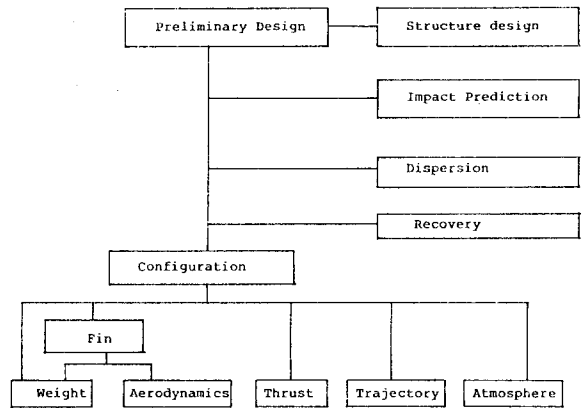 Preliminary Design
Structure design
Impact Prediction
Dispersion
Recovery
Configuration
Fin
Weight
Aerodynamics
Thrust
Trajectory
Atmosphere